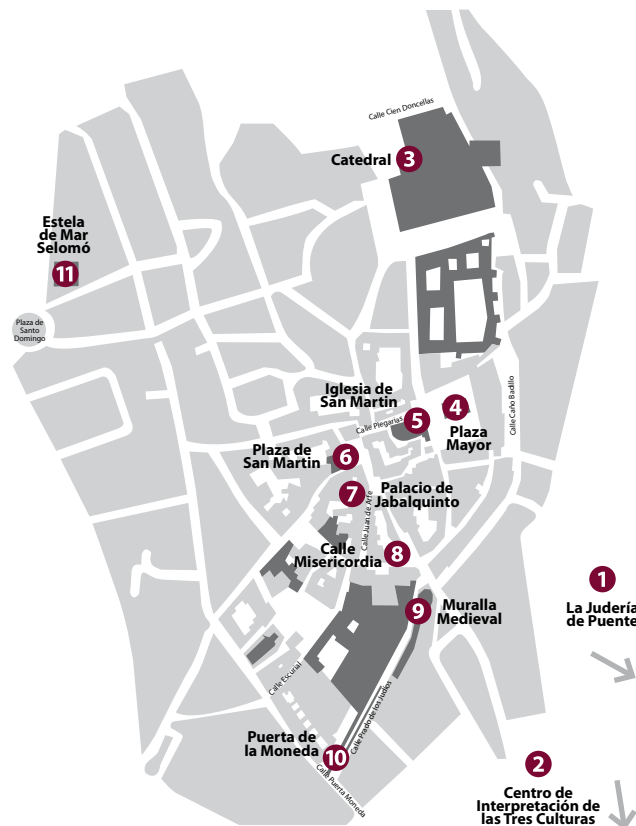 Calle Cien Doncellas
Catedral
3
Estela
de Mar
Selomó
11
Plaza de
Santo
Domingo
Iglesia de
San Martin
Calle Plegarias
5
4
Plaza
Mayor
Calle Caño Badillo
Plaza de
San Martin
6
7
Palacio de
Jabalquinto
Calle Juan de Arfe
Calle
Misericordia
8
1
La Judería
de Puente
9
Muralla
Medieval
Calle Escurial
Calle Prado de los Judíos
Puerta de
la Moneda
10
Calle Puerta Moneda
2
Centro de
Interpretación de
las Tres Culturas